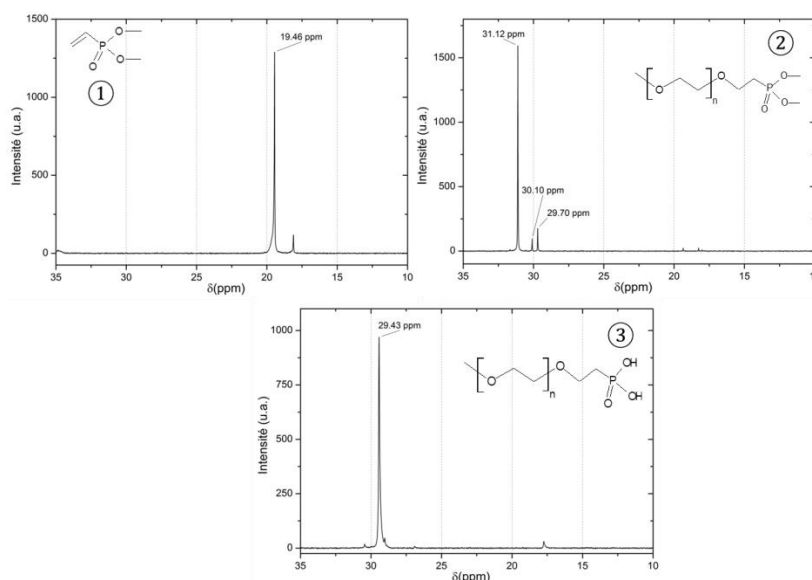 1500
1000
500
0
35
30
25
20
15
10
Intensité (u.a.)
δ(ppm)
19.46 ppm
P
O
O
O
①
1500
1000
500
0
35
30
25
20
15
10
Intensité (u.a.)
δ(ppm)
31.12 ppm
30.10 ppm
29.70 ppm
②
O
n
O
P
O
O
O
1000
750
500
250
0
35
30
25
20
15
10
Intensité (u.a.)
δ(ppm)
29.43 ppm
③
O
n
O
P
OH
O
OH